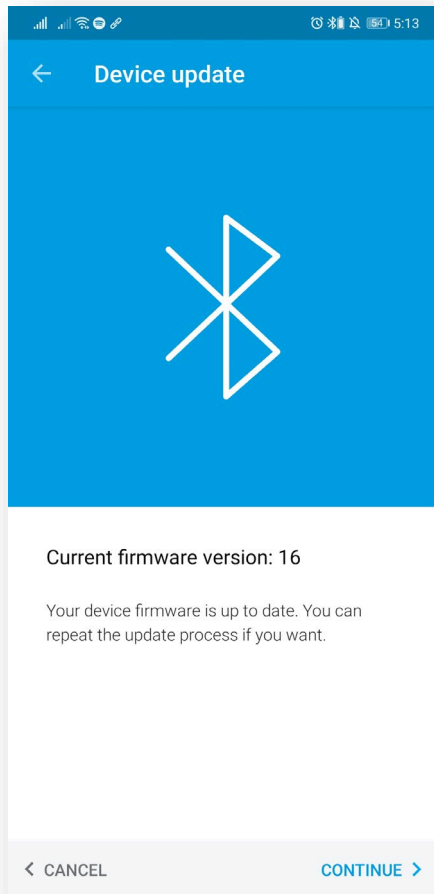 54 5:13
Device update
Current firmware version: 16
Your device firmware is up to date. You can
repeat the update process if you want.
CANCEL CONTINUE